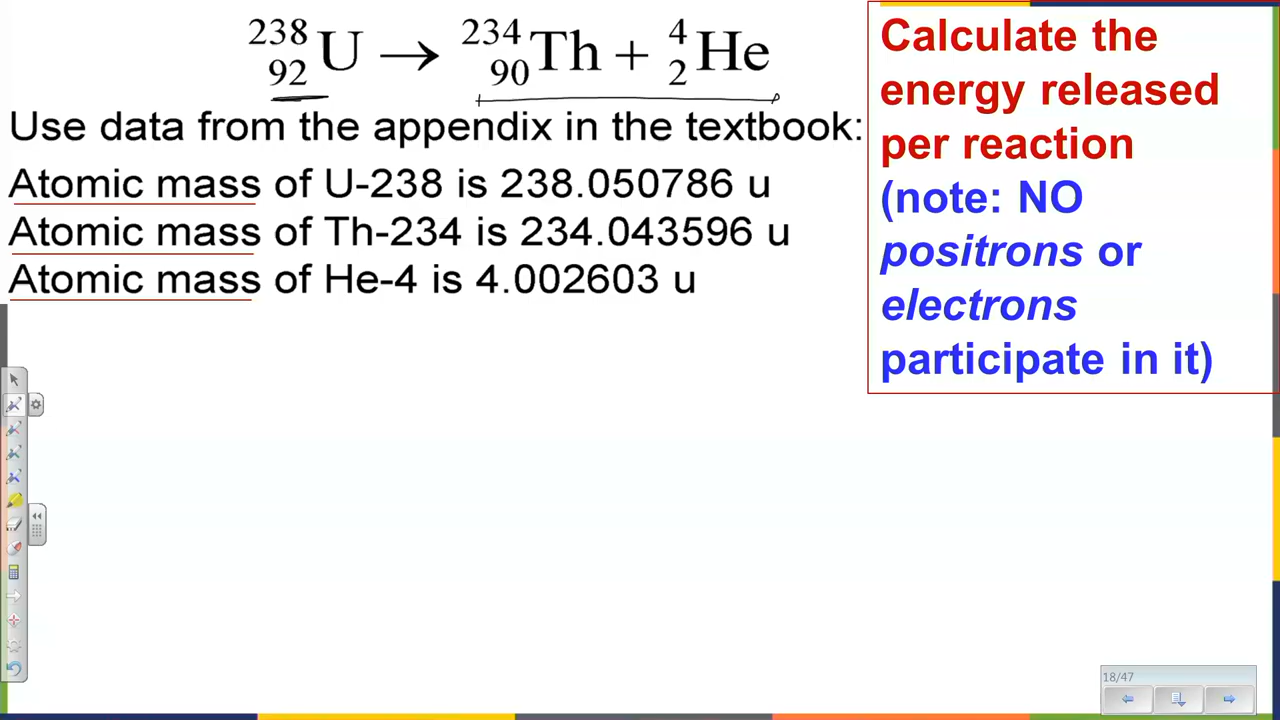 ²³⁸₉₂U → ²³⁴₉₀Th + ⁴₂He
Use data from the appendix in the textbook:
Atomic mass of U-238 is 238.050786 u
Atomic mass of Th-234 is 234.043596 u
Atomic mass of He-4 is 4.002603 u
Calculate the
energy released
per reaction
(note: NO
positrons or
electrons
participate in it)
18/47